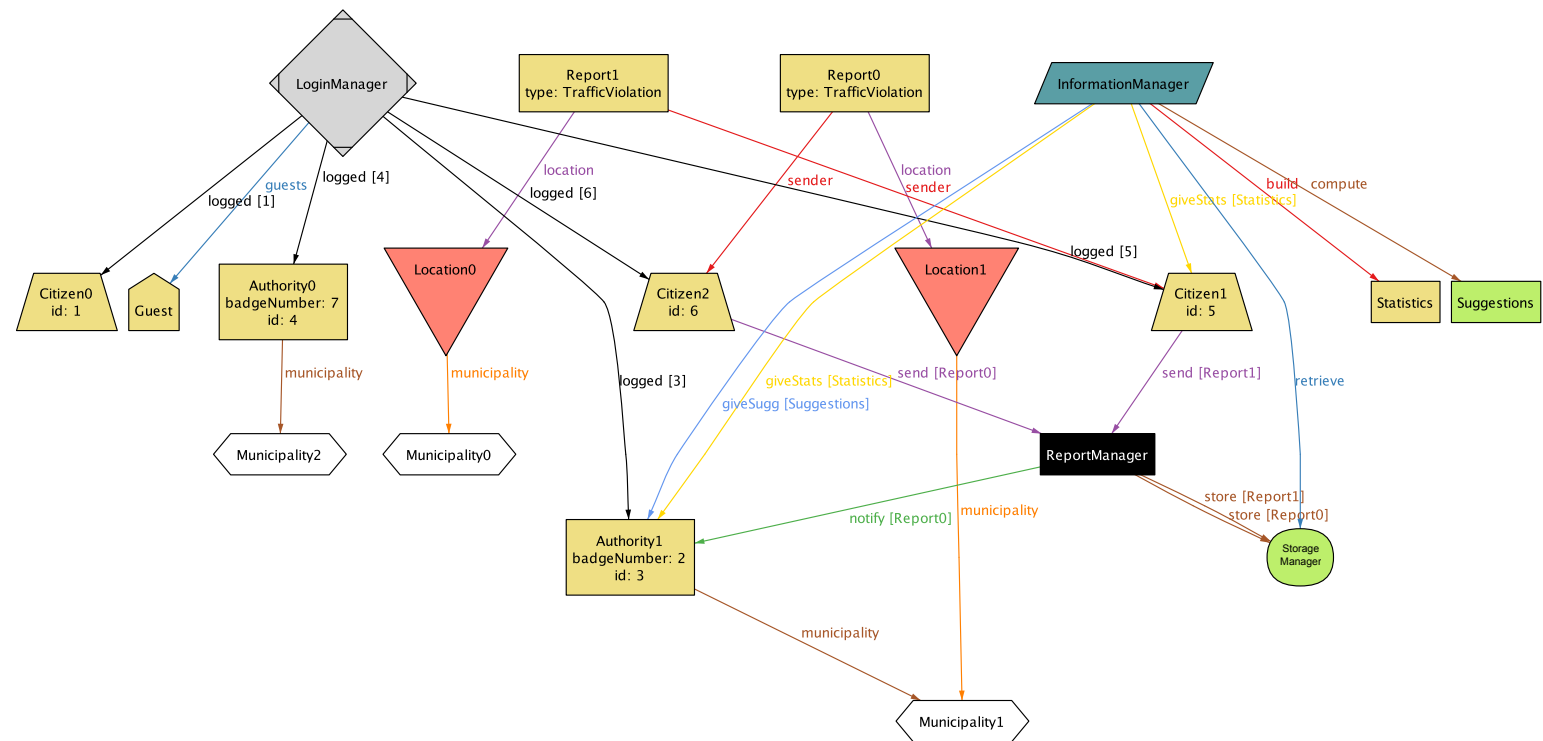 LoginManager
Report1
type: TrafficViolation
Report0
type: TrafficViolation
InformationManager
location
sender
location
sender
guests
logged [4]
logged [1]
logged [6]
build
compute
giveStats [Statistics]
logged [5]
Citizen0
id: 1
Guest
Authority0
badgeNumber: 7
id: 4
Location0
Citizen2
id: 6
Location1
Citizen1
id: 5
Statistics
Suggestions
municipality
municipality
logged [3]
giveStats [Statistics]
giveSugg [Suggestions]
send [Report0]
send [Report1]
retrieve
Municipality2
Municipality0
ReportManager
store [Report1]
store [Report0]
notify [Report0]
municipality
Authority1
badgeNumber: 2
id: 3
Storage
Manager
municipality
Municipality1